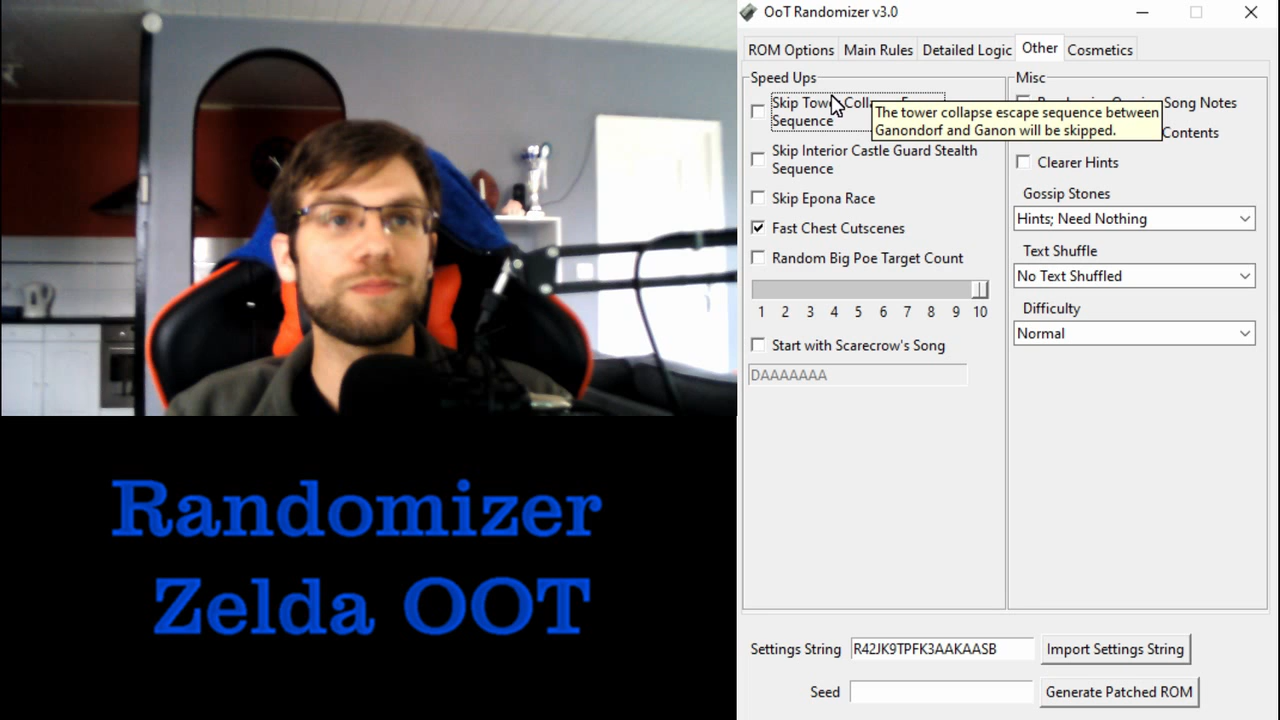 OoT Randomizer v3.0
ROM Options Main Rules Detailed Logic Other Cosmetics
Speed Ups
Skip Tower
Sequence
The tower collapse escape sequence between
Ganondorf and Ganon will be skipped.
Skip Interior Castle Guard Stealth
Sequence
Skip Epona Race
Fast Chest Cutscenes
Random Big Poe Target Count
1 2 3 4 5 6 7 8 9 10
Start with Scarecrow's Song
DAAAAAAA
Misc
Song Notes
Contents
Clearer Hints
Gossip Stones
Hints; Need Nothing
Text Shuffle
No Text Shuffled
Difficulty
Normal
Randomizer
Zelda OOT
Settings String R42JK9TPFK3AAKAASB Import Settings String
Seed Generate Patched ROM